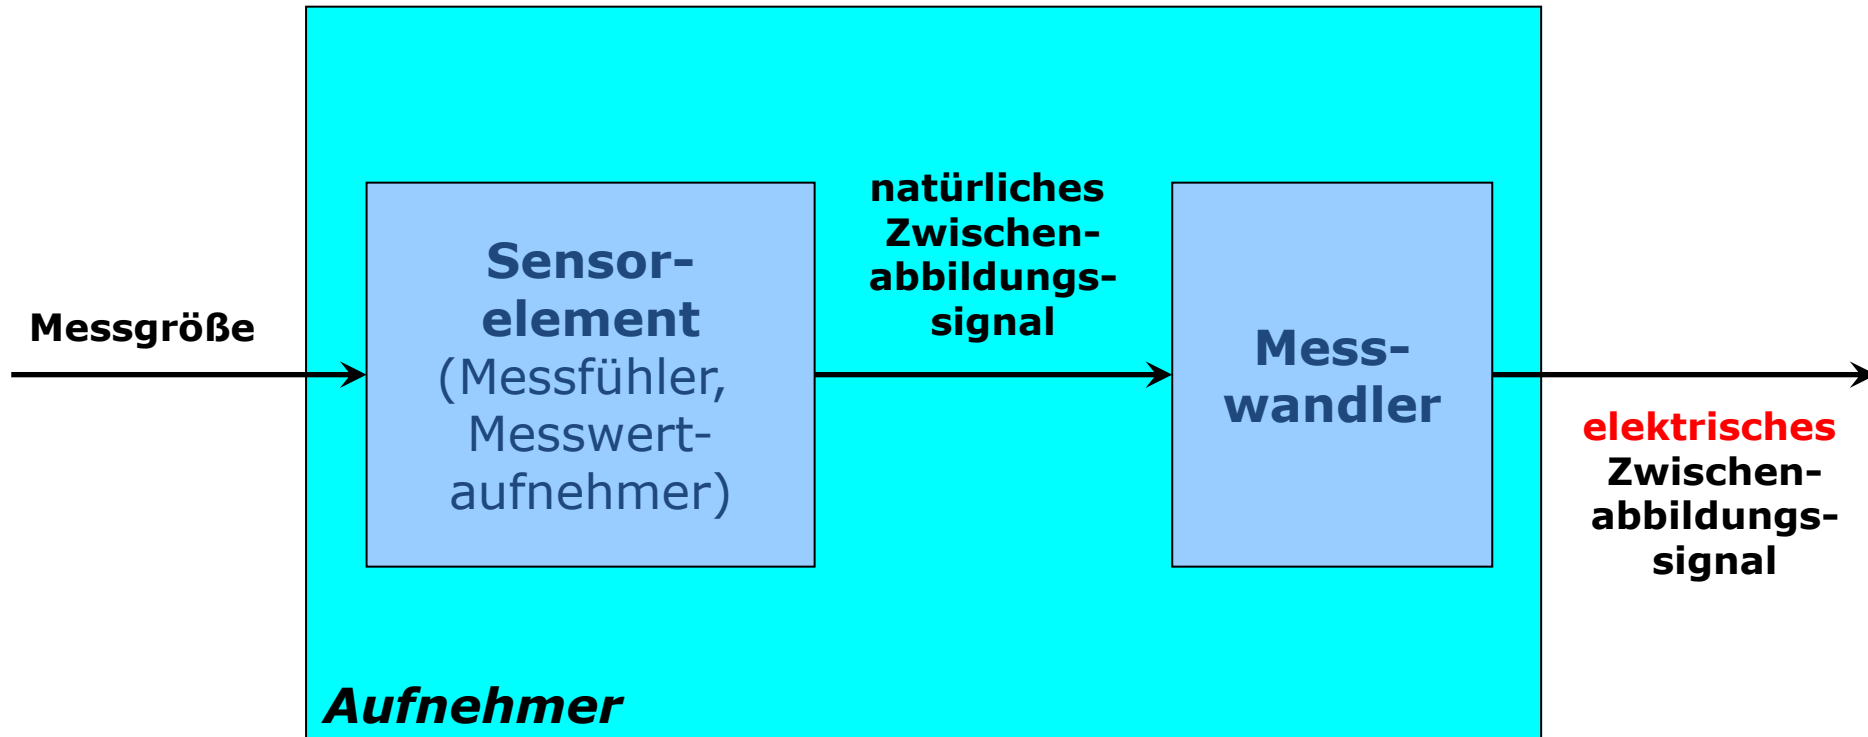 Messgröße
Sensor-
element
(Messfühler,
Messwert-
aufnehmer)
natürliches
Zwischen-
abbildungs-
signal
Mess-
wandler
elektrisches
Zwischen-
abbildungs-
signal
Aufnehmer